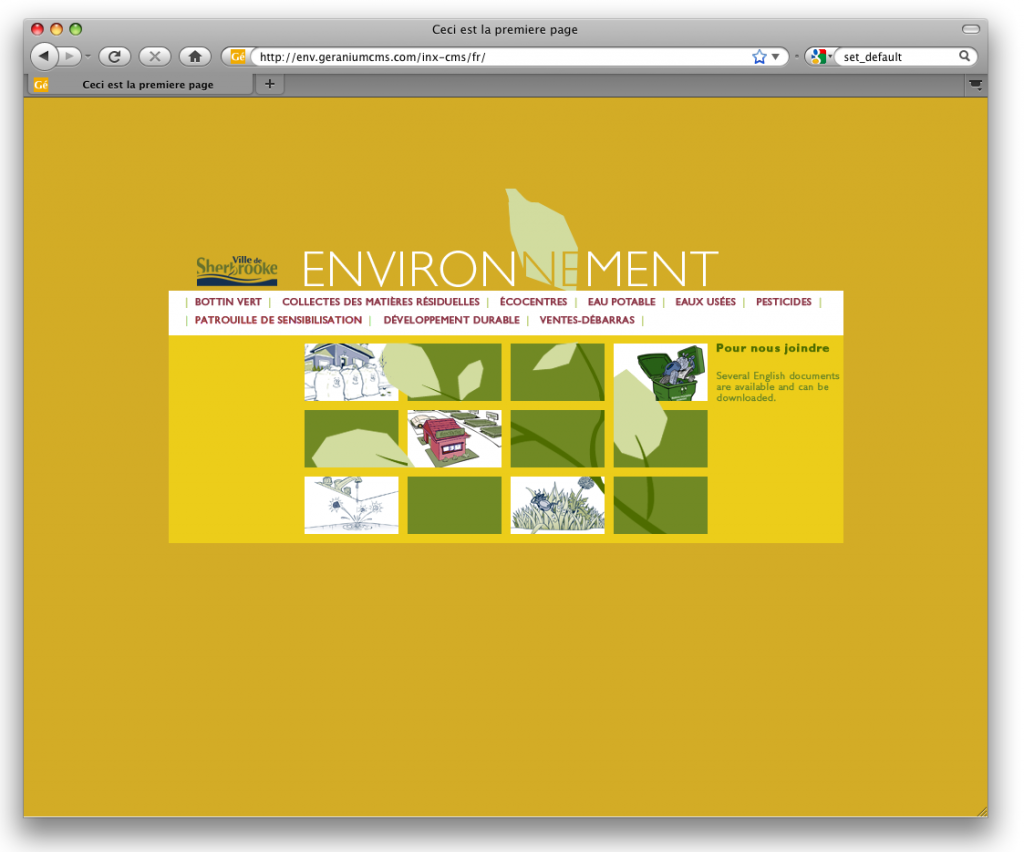 Ceci est la premiere page
Gé http://env.geraniumcms.com/inx-cms/fr/ set_default
Gé Ceci est la premiere page +
Ville de
Sherbrooke
ENVIRONNEMENT
| BOTTIN VERT | COLLECTES DES MATIÈRES RÉSIDUELLES | ÉCOCENTRES | EAU POTABLE | EAUX USÉES | PESTICIDES |
| PATROUILLE DE SENSIBILISATION | DÉVELOPPEMENT DURABLE | VENTES-DÉBARRAS |
Pour nous joindre
Several English documents
are available and can be
downloaded.